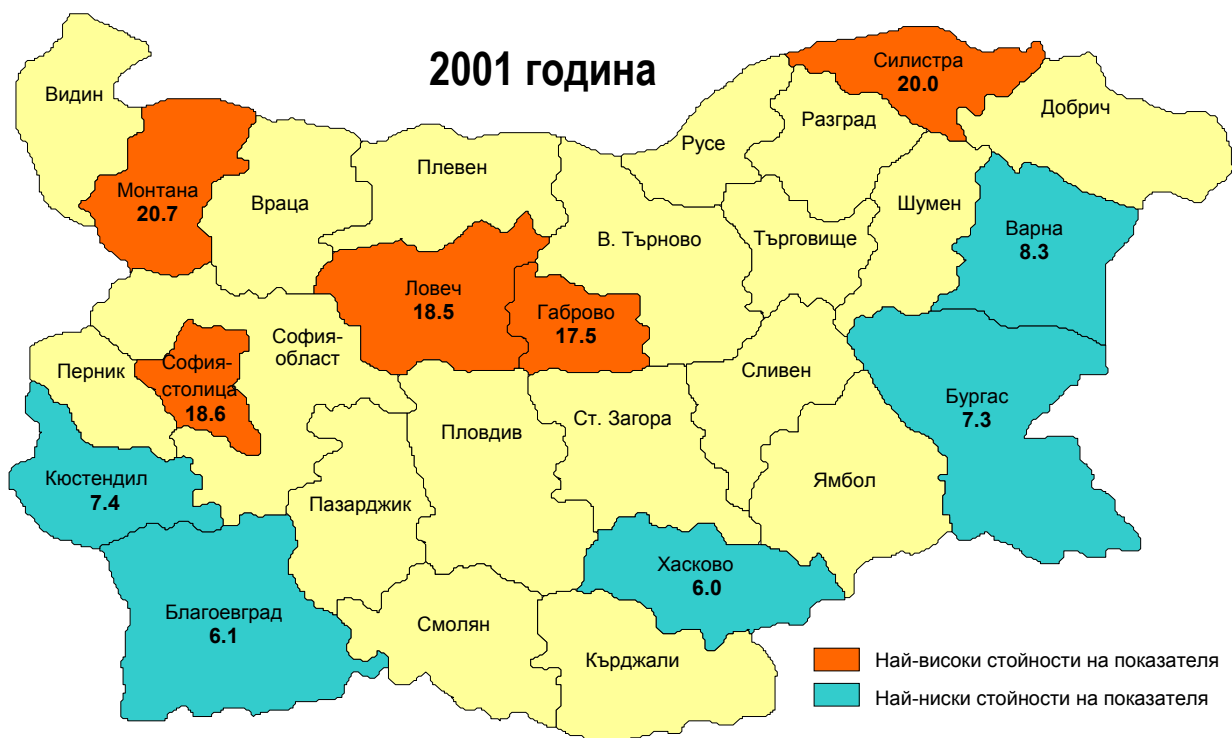 2001 година
Видин
Монтана
20.7
Враца
Плевен
Ловеч
18.5
Габрово
17.5
В. Търново
Русе
Силистра
20.0
Разград
Добрич
Търговище
Шумен
Варна
8.3
София-
област
София-
столица
18.6
Перник
Кюстендил
7.4
Благоевград
6.1
Пазарджик
Пловдив
Ст. Загора
Сливен
Ямбол
Бургас
7.3
Хасково
6.0
Смолян
Кърджали
Най-високи стойности на показателя
Най-ниски стойности на показателя